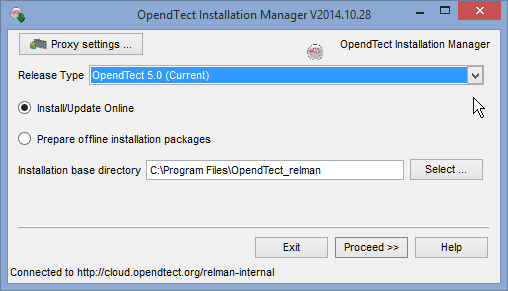 OpendTect Installation Manager V2014.10.28
Proxy settings ...
OpendTect Installation Manager
Release Type OpendTect 5.0 (Current)
Install/Update Online
Prepare offline installation packages
Installation base directory C:\Program Files\OpendTect_relman Select ...
Exit Proceed >> Help
Connected to http://cloud.opendtect.org/relman-internal